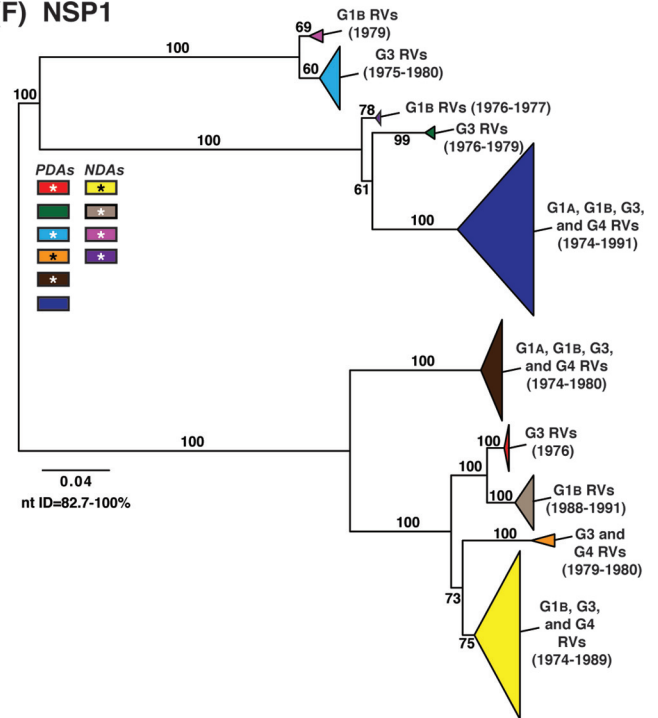 (F) NSP1
69
G1B RVs
(1979)
100
60
G3 RVs
(1975-1980)
100
78
G1B RVs (1976-1977)
100
99
G3 RVs
(1976-1979)
61
100
G1A, G1B, G3,
and G4 RVs
(1974-1991)
PDAs NDAs
* *
*
* *
* *
*
100
G1A, G1B, G3,
and G4 RVs
(1974-1980)
100
0.04
nt ID=82.7-100%
100
G3 RVs
(1976)
100
100
G1B RVs
(1988-1991)
100
100
G3 and
G4 RVs
(1979-1980)
73
75
G1B, G3,
and G4
RVs
(1974-1989)